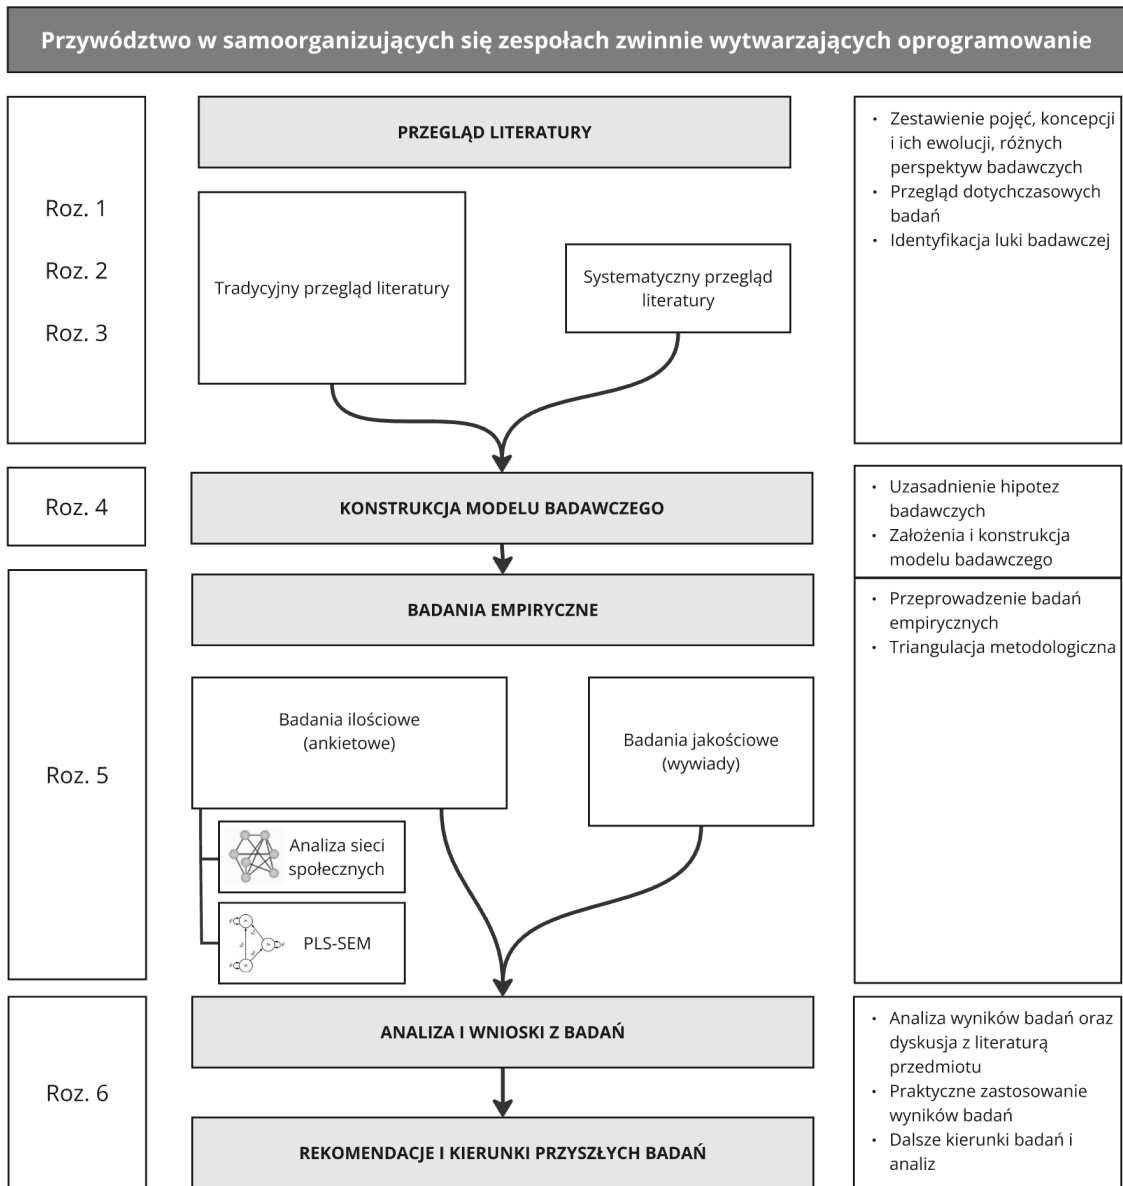 Przywództwo w samoorganizujących się zespołach zwinnie wytwarzających oprogramowanie
Roz. 1
Roz. 2
Roz. 3
PRZEGLĄD LITERATURY
Tradycyjny przegląd literatury
Systematyczny przegląd
literatury
• Zestawienie pojęć, koncepcji
i ich ewolucji, różnych
perspektyw badawczych
• Przegląd dotychczasowych
badań
• Identyfikacja luki badawczej
Roz. 4
KONSTRUKCJA MODELU BADAWCZEGO
• Uzasadnienie hipotez
badawczych
• Założenia i konstrukcja
modelu badawczego
Roz. 5
BADANIA EMPIRYCZNE
Badania ilościowe
(ankietowe)
Badania jakościowe
(wywiady)
Analiza sieci
społecznych
PLS-SEM
• Przeprowadzenie badań
empirycznych
• Triangulacja metodologiczna
Roz. 6
ANALIZA I WNIOSKI Z BADAŃ
REKOMENDACJE I KIERUNKI PRZYSZŁYCH BADAŃ
• Analiza wyników badań oraz
dyskusja z literaturą
przedmiotu
• Praktyczne zastosowanie
wyników badań
• Dalsze kierunki badań i
analiz